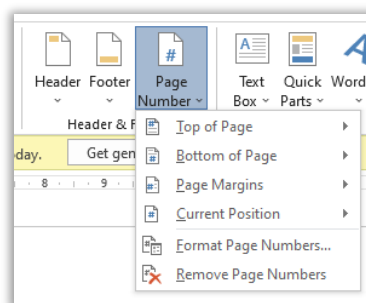 Header Footer Page Text Quick Word
Number Box Parts
Header & F
day. Get gen
8 9
Top of Page
Bottom of Page
Page Margins
Current Position
Format Page Numbers...
Remove Page Numbers